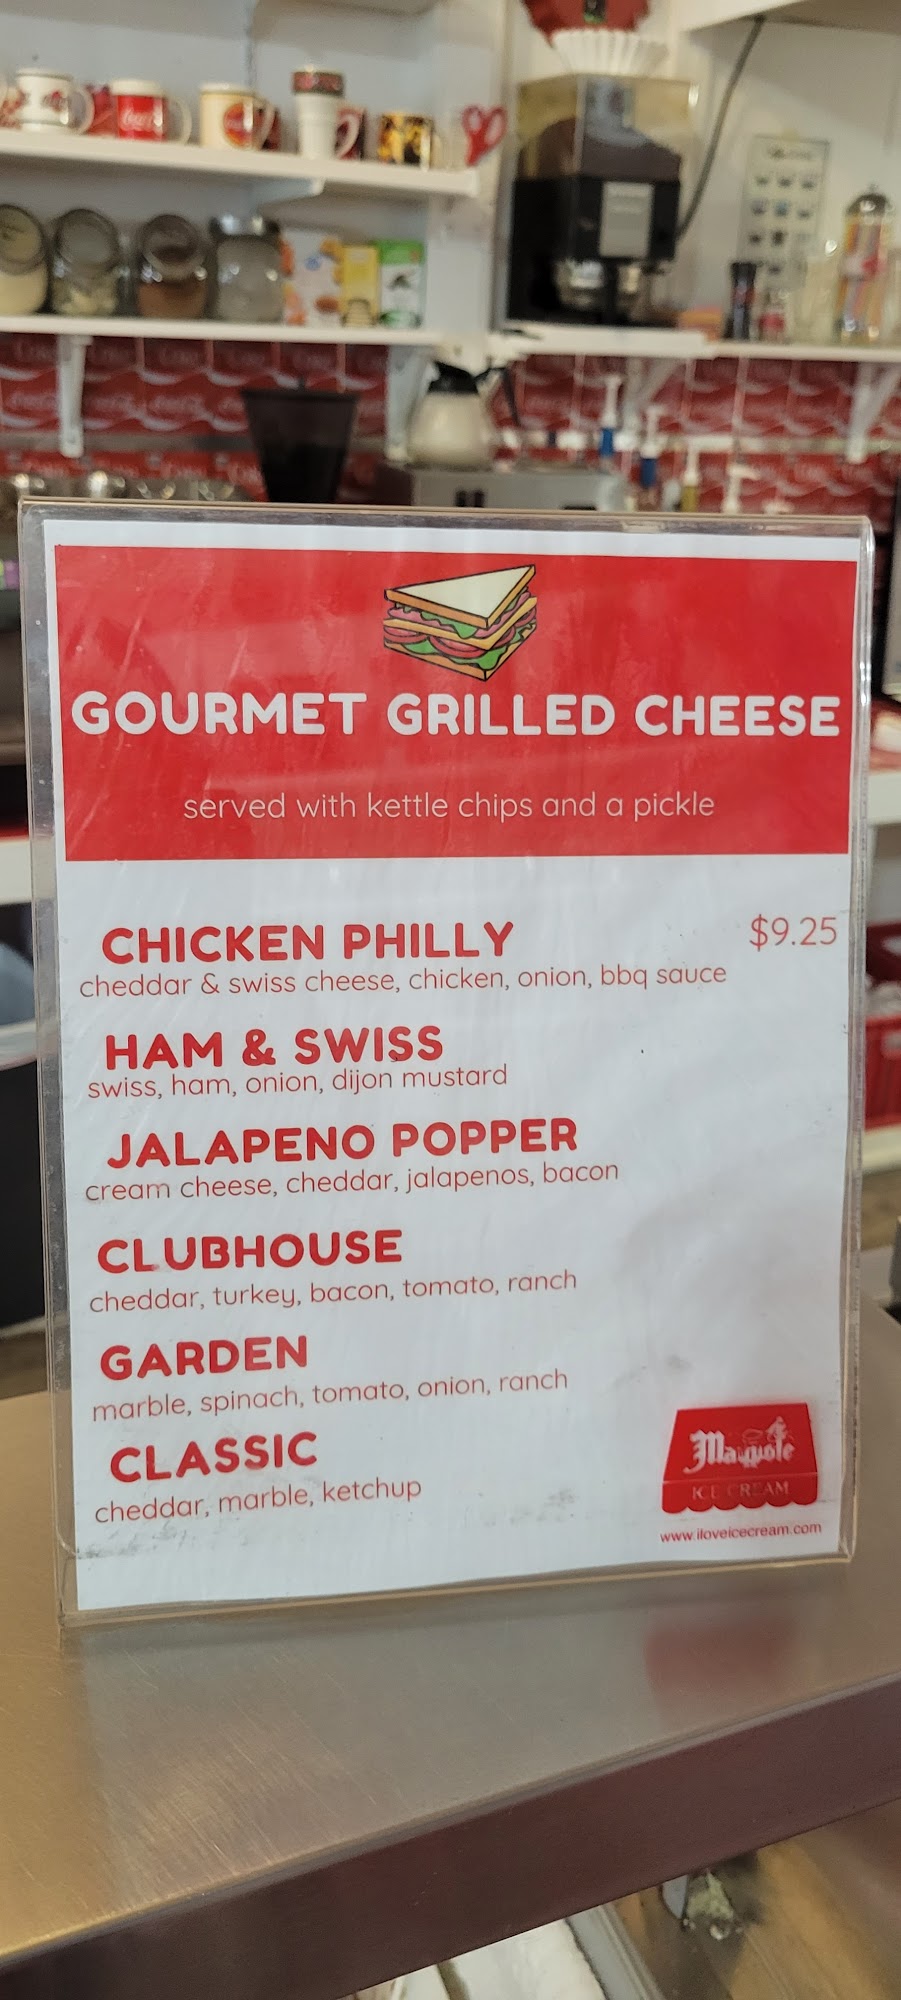 Coca-Cola
GOURMET GRILLED CHEESE
served with kettle chips and a pickle
CHICKEN PHILLY $9.25
cheddar & swiss cheese, chicken, onion, bbq sauce
HAM & SWISS
swiss, ham, onion, dijon mustard
JALAPENO POPPER
cream cheese, cheddar, jalapenos, bacon
CLUBHOUSE
cheddar, turkey, bacon, tomato, ranch
GARDEN
marble, spinach, tomato, onion, ranch
CLASSIC
cheddar, marble, ketchup
ICE CREAM
www.iloveicecream.com